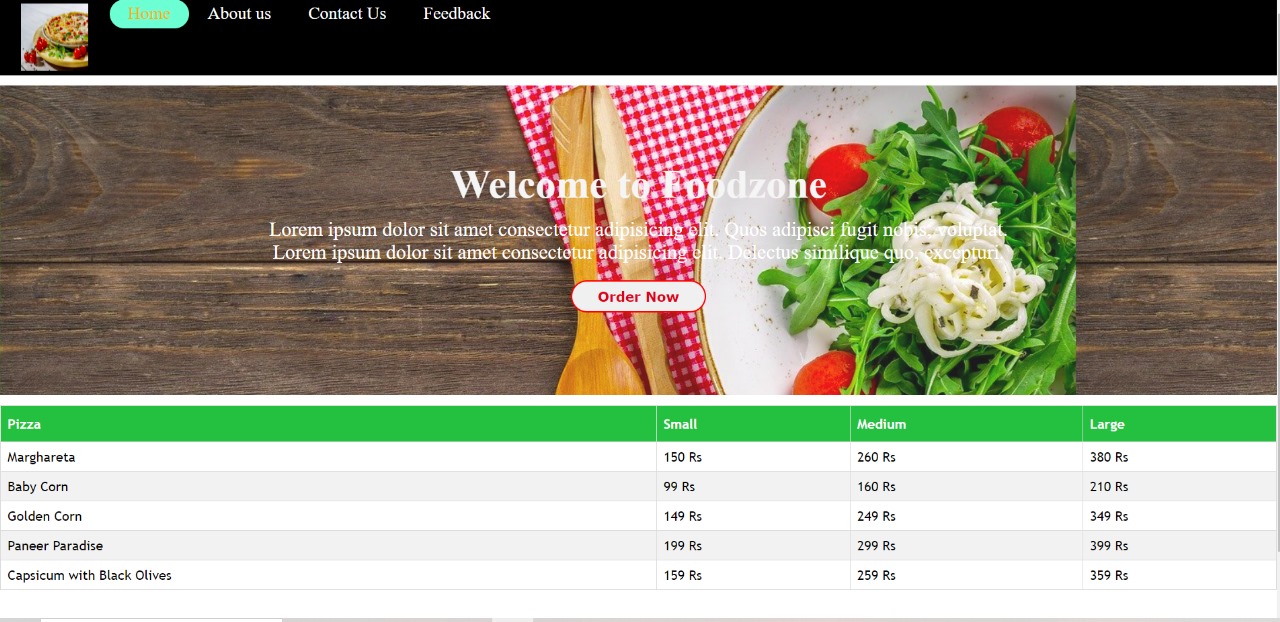 Home About us Contact Us Feedback
Welcome to Foodzone
Lorem ipsum dolor sit amet consectetur adipisicing elit. Quos adipisci fugit nobis, voluptat.
Lorem ipsum dolor sit amet consectetur adipisicing elit. Delectus similique quo, excepturi.
Order Now
Pizza Small Medium Large
Marghareta 150 Rs 260 Rs 380 Rs
Baby Corn 99 Rs 160 Rs 210 Rs
Golden Corn 149 Rs 249 Rs 349 Rs
Paneer Paradise 199 Rs 299 Rs 399 Rs
Capsicum with Black Olives 159 Rs 259 Rs 359 Rs